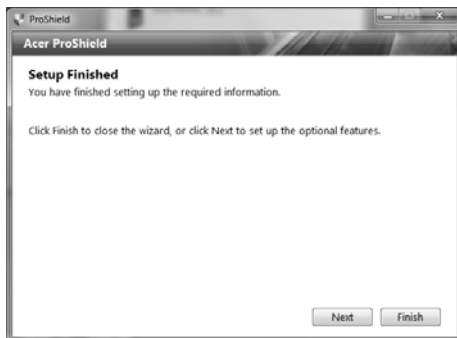 ProShield
Acer ProShield
Setup Finished
You have finished setting up the required information.
Click Finish to close the wizard, or click Next to set up the optional features.
Next Finish